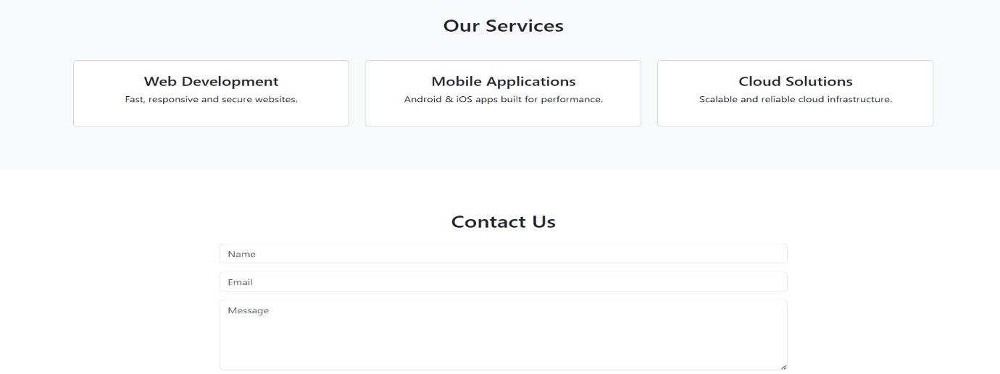 Our Services
Web Development
Fast, responsive and secure websites.
Mobile Applications
Android & iOS apps built for performance.
Cloud Solutions
Scalable and reliable cloud infrastructure.
Contact Us
Name
Email
Message